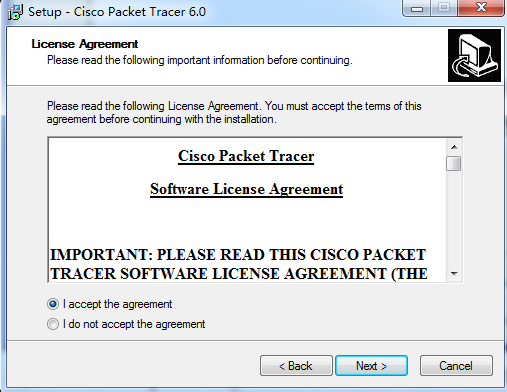 Setup - Cisco Packet Tracer 6.0
License Agreement
Please read the following important information before continuing.
Please read the following License Agreement. You must accept the terms of this
agreement before continuing with the installation.
Cisco Packet Tracer
Software License Agreement
IMPORTANT: PLEASE READ THIS CISCO PACKET
TRACER SOFTWARE LICENSE AGREEMENT (THE
I accept the agreement
I do not accept the agreement
< Back
Next >
Cancel